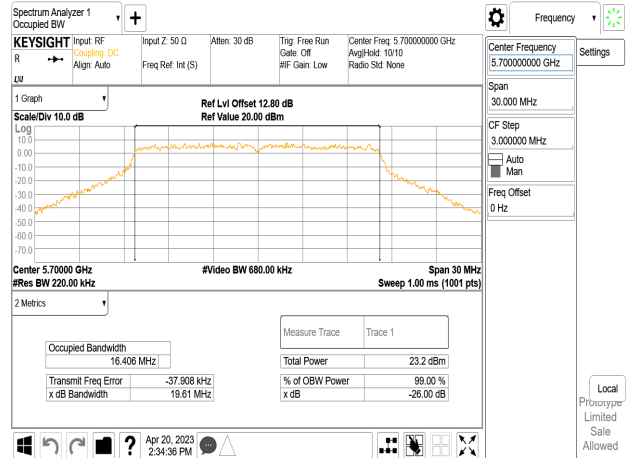 Spectrum Analyzer 1
Occupied BW
Frequency
KEYSIGHT
R
Input: RF
Coupling: DC
Align: Auto
Input Z: 50 Ω
Freq Ref: Int (S)
Atten: 30 dB
Trig: Free Run
Gate: Off
#IF Gain: Low
Center Freq: 5.700000000 GHz
Avg|Hold: 10/10
Radio Std: None
Center Frequency
5.700000000 GHz
Settings
Span
30.000 MHz
CF Step
3.000000 MHz
Auto
Man
Freq Offset
0 Hz
1 Graph
Scale/Div 10.0 dB
Ref Lvl Offset 12.80 dB
Ref Value 20.00 dBm
Log
10.0
0.00
-10.0
-20.0
-30.0
-40.0
-50.0
-60.0
-70.0
Center 5.70000 GHz
#Res BW 220.00 kHz
#Video BW 680.00 kHz
Span 30 MHz
Sweep 1.00 ms (1001 pts)
2 Metrics
Measure Trace
Trace 1
Occupied Bandwidth
16.406 MHz
Total Power
23.2 dBm
Transmit Freq Error
-37.908 kHz
% of OBW Power
99.00 %
x dB Bandwidth
19.61 MHz
x dB
-26.00 dB
Local
Prototype
Limited
Sale
Allowed
?
Apr 20, 2023
2:34:36 PM